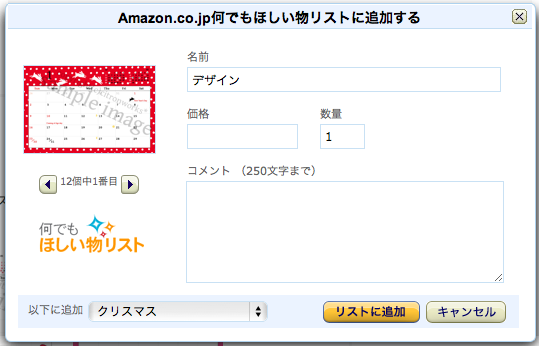 Amazon.co.jp何でもほしい物リストに追加する
名前
デザイン
価格
数量
1
12個中1番目
コメント （250文字まで）
何でも
ほしい物リスト
以下に追加
クリスマス
リストに追加
キャンセル